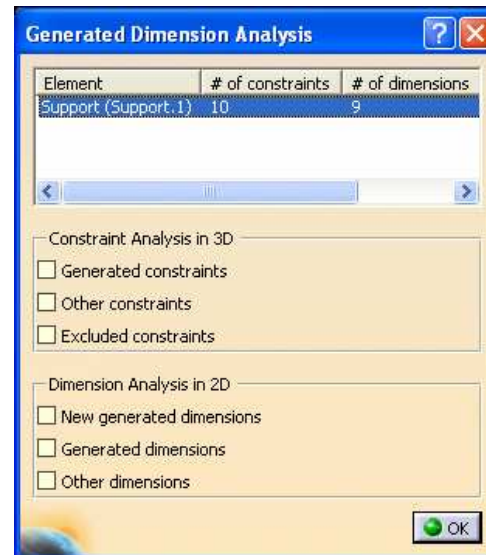 Generated Dimension Analysis
Element # of constraints # of dimensions
Support (Support.1) 10 9
Constraint Analysis in 3D
Generated constraints
Other constraints
Excluded constraints
Dimension Analysis in 2D
New generated dimensions
Generated dimensions
Other dimensions
OK